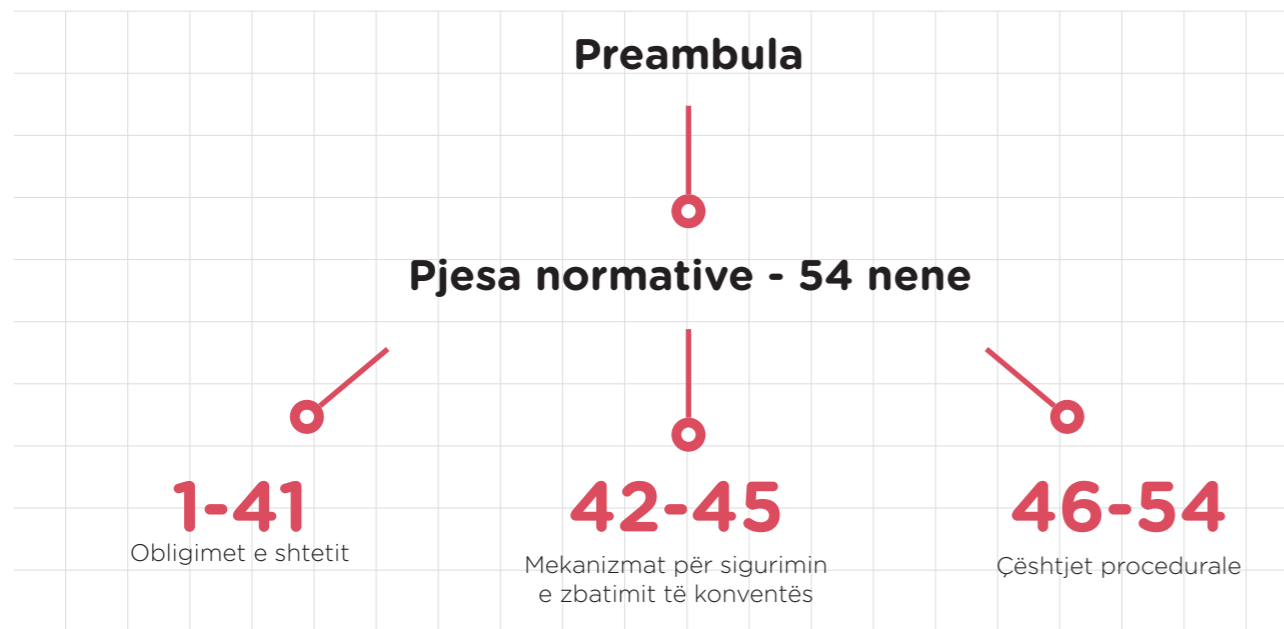 Preambula
Pjesa normative - 54 nene
1-41
Obligimet e shtetit
42-45
Mekanizmat për sigurimin
e zbatimit të konventës
46-54
Çështjet procedurale